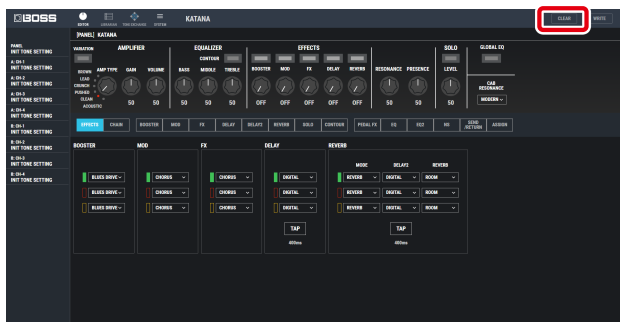 BOSS
EDITOR LIBRARIAN TONE EXCHANGE SYSTEM
KATANA
CLEAR WRITE
PANEL
INIT TONE SETTING
A: CH-1
INIT TONE SETTING
A: CH-2
INIT TONE SETTING
A: CH-3
INIT TONE SETTING
A: CH-4
INIT TONE SETTING
B: CH-1
INIT TONE SETTING
B: CH-2
INIT TONE SETTING
B: CH-3
INIT TONE SETTING
B: CH-4
INIT TONE SETTING
[PANEL] KATANA
VARIATION AMPLIFIER EQUALIZER EFFECTS SOLO GLOBAL EQ
CONTOUR
AMP TYPE GAIN VOLUME BASS MIDDLE TREBLE BOOSTER MOD FX DELAY REVERB RESONANCE PRESENCE LEVEL
BROWN
LEAD
CRUNCH
PUSHED
CLEAN
ACOUSTIC
50 50 50 50 50 OFF OFF OFF OFF OFF 50 50 50
CAB
RESONANCE
MODERN
EFFECTS CHAIN BOOSTER MOD FX DELAY DELAY2 REVERB SOLO CONTOUR PEDAL FX EQ EQ2 NS SEND /RETURN ASSIGN
BOOSTER MOD FX DELAY REVERB
MODE DELAY2 REVERB
BLUES DRIVE CHORUS CHORUS DIGITAL REVERB DIGITAL ROOM
BLUES DRIVE CHORUS CHORUS DIGITAL REVERB DIGITAL ROOM
BLUES DRIVE CHORUS CHORUS DIGITAL REVERB DIGITAL ROOM
TAP TAP
400ms 400ms